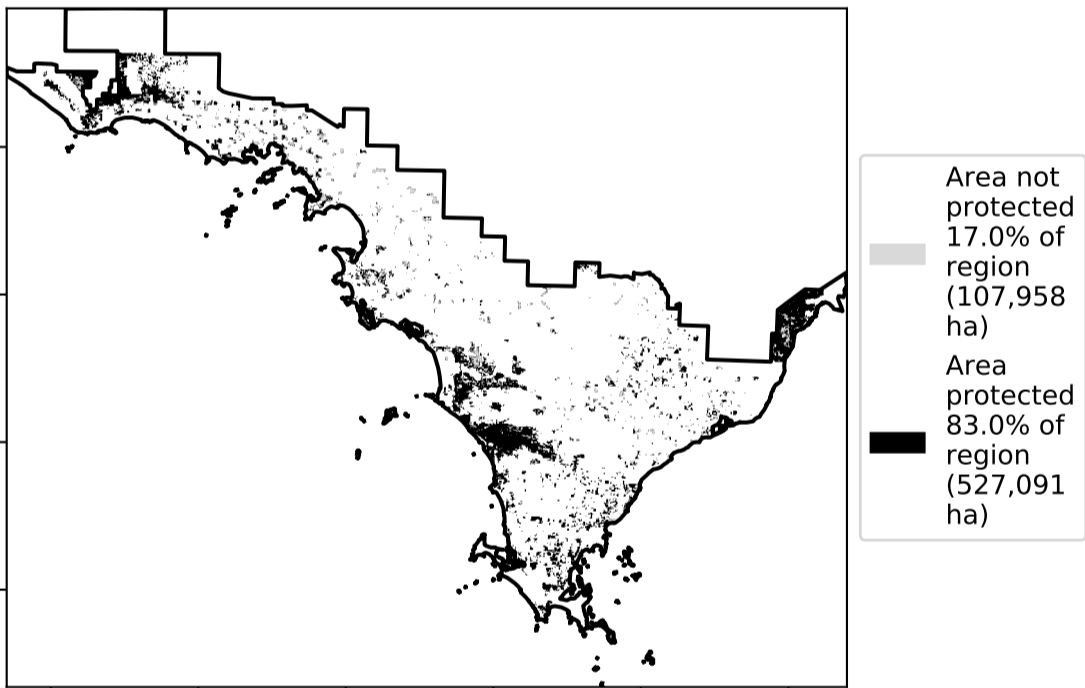 Area not
protected
17.0% of
region
(107,958
ha)
Area
protected
83.0% of
region
(527,091
ha)